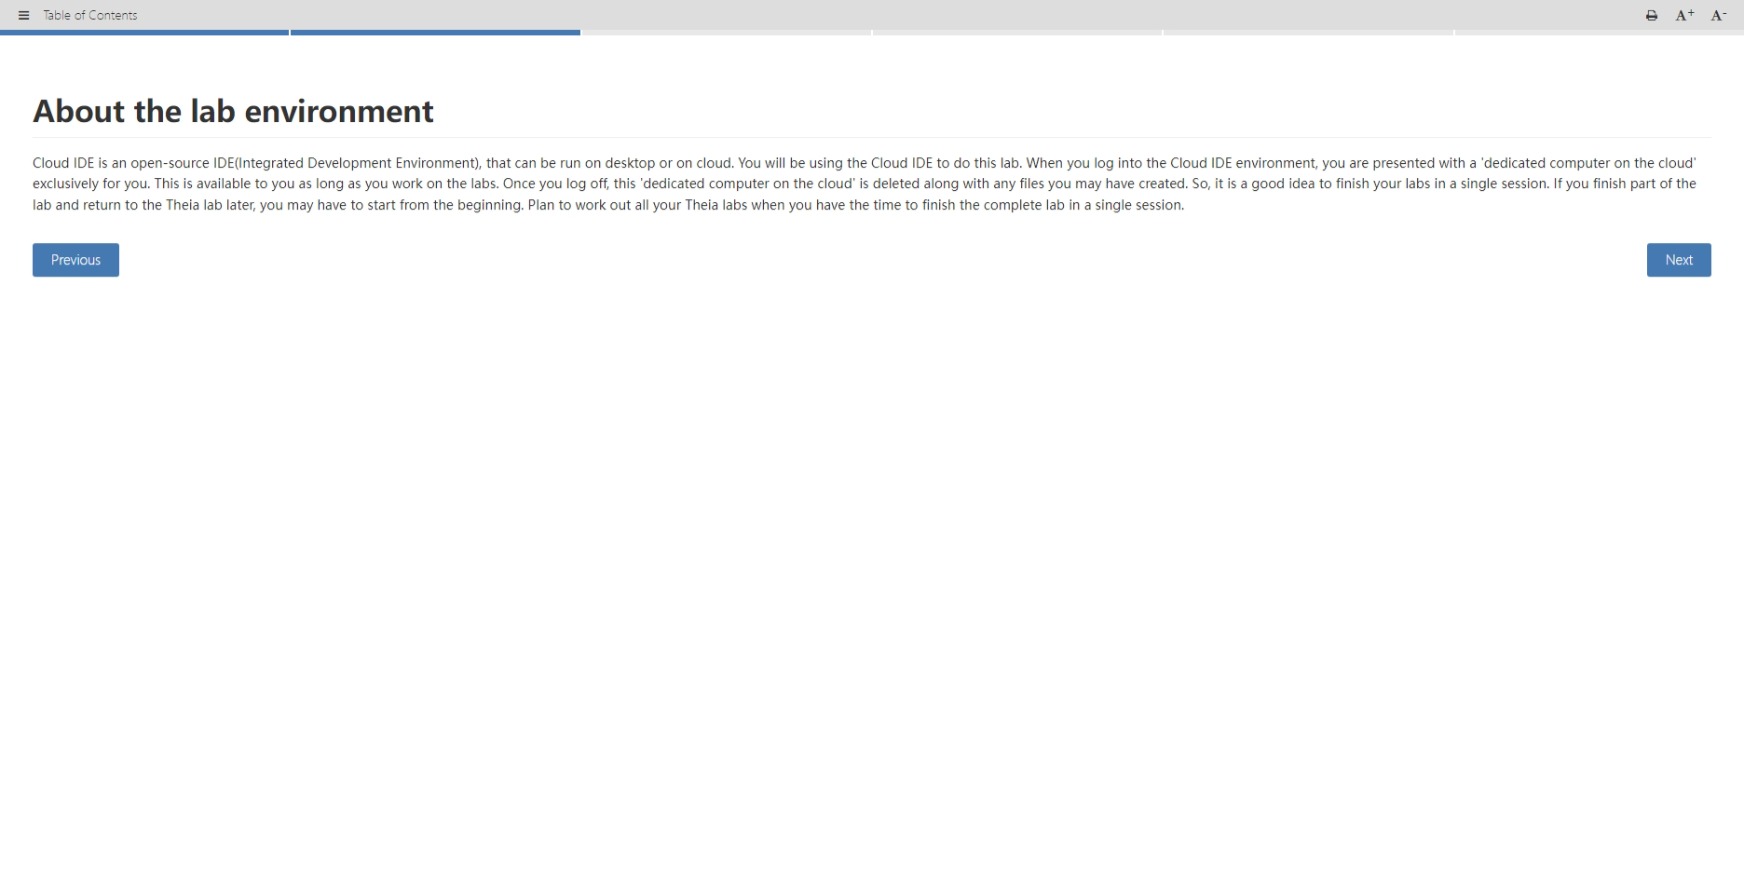 Table of Contents
A+ A-
About the lab environment
Cloud IDE is an open-source IDE(Integrated Development Environment), that can be run on desktop or on cloud. You will be using the Cloud IDE to do this lab. When you log into the Cloud IDE environment, you are presented with a 'dedicated computer on the cloud'
exclusively for you. This is available to you as long as you work on the labs. Once you log off, this 'dedicated computer on the cloud' is deleted along with any files you may have created. So, it is a good idea to finish your labs in a single session. If you finish part of the
lab and return to the Theia lab later, you may have to start from the beginning. Plan to work out all your Theia labs when you have the time to finish the complete lab in a single session.
Previous
Next